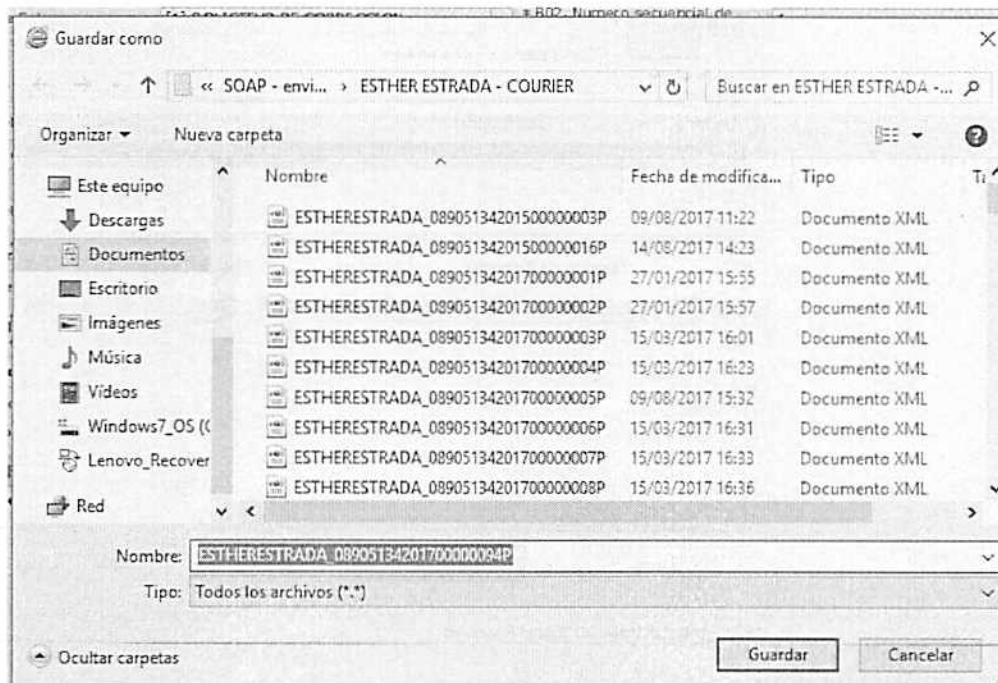 * B02- Numero secuencial de
Guardar como
« SOAP - envi... › ESTHER ESTRADA - COURIER
Buscar en ESTHER ESTRADA -...
Organizar
Nueva carpeta
Nombre
Fecha de modifica...
Tipo
Este equipo
Descargas
Documentos
Escritorio
Imágenes
Música
Vídeos
Windows7_OS (C
Lenovo_Recover
Red
ESTHERESTRADA_08905134201500000003P 09/08/2017 11:22 Documento XML
ESTHERESTRADA_08905134201500000016P 14/08/2017 14:23 Documento XML
ESTHERESTRADA_08905134201700000001P 27/01/2017 15:55 Documento XML
ESTHERESTRADA_08905134201700000002P 27/01/2017 15:57 Documento XML
ESTHERESTRADA_08905134201700000003P 15/03/2017 16:01 Documento XML
ESTHERESTRADA_08905134201700000004P 15/03/2017 16:23 Documento XML
ESTHERESTRADA_08905134201700000005P 09/08/2017 15:32 Documento XML
ESTHERESTRADA_08905134201700000006P 15/03/2017 16:31 Documento XML
ESTHERESTRADA_08905134201700000007P 15/03/2017 16:33 Documento XML
ESTHERESTRADA_08905134201700000008P 15/03/2017 16:36 Documento XML
Nombre: ESTHERESTRADA_08905134201700000094P
Tipo: Todos los archivos (*.*)
Ocultar carpetas
Guardar
Cancelar